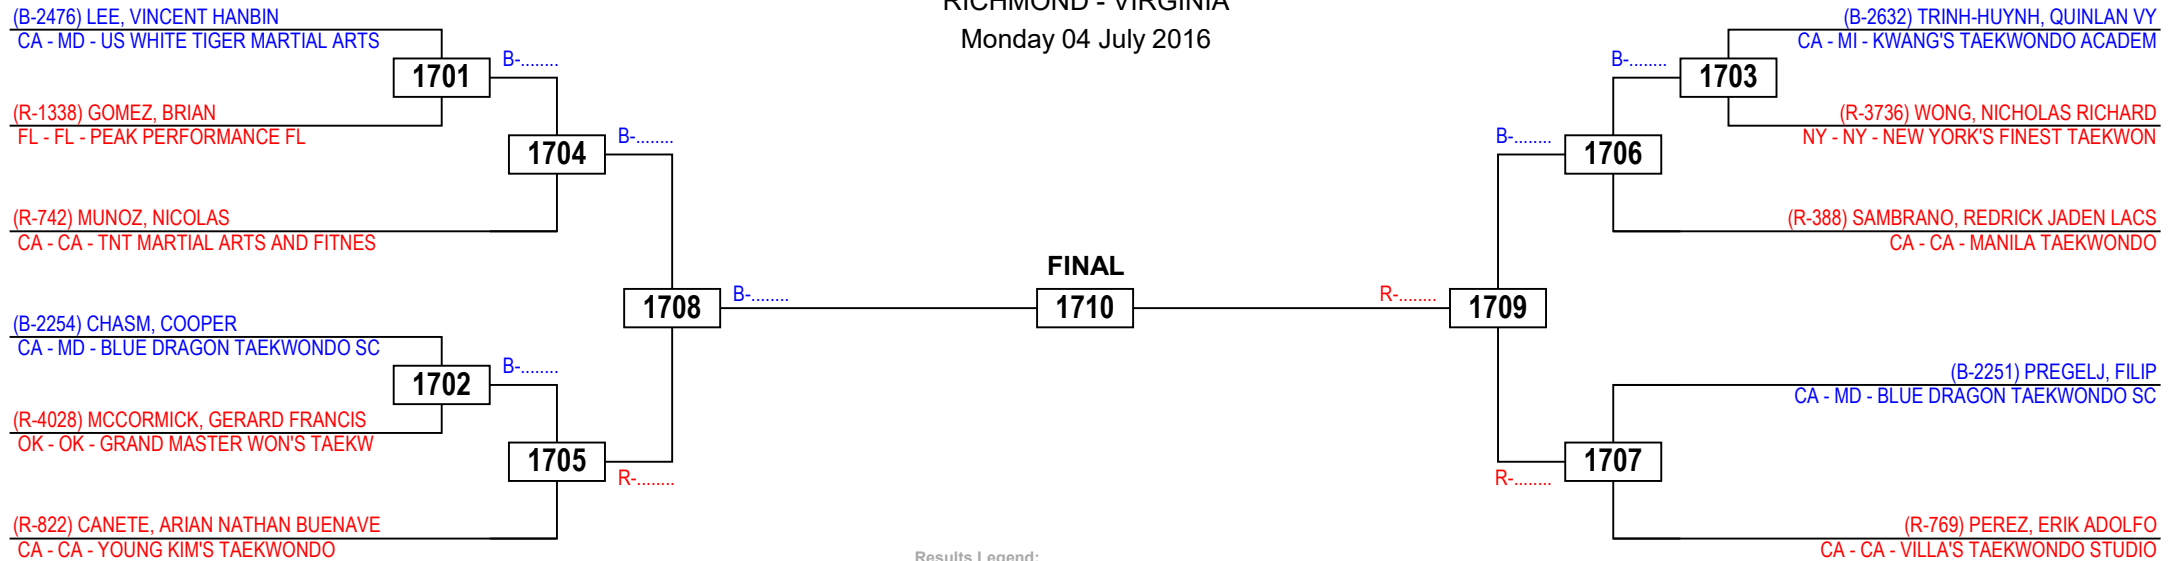 RICHMOND - VIRGINIA
Monday 04 July 2016
(B-2476) LEE, VINCENT HANBIN
CA - MD - US WHITE TIGER MARTIAL ARTS
1701
B-........
(R-1338) GOMEZ, BRIAN
FL - FL - PEAK PERFORMANCE FL
1704
B-........
(R-742) MUNOZ, NICOLAS
CA - CA - TNT MARTIAL ARTS AND FITNES
1708
B-........
(B-2254) CHASM, COOPER
CA - MD - BLUE DRAGON TAEKWONDO SC
1702
B-........
(R-4028) MCCORMICK, GERARD FRANCIS
OK - OK - GRAND MASTER WON'S TAEKW
1705
R-........
(R-822) CANETE, ARIAN NATHAN BUENAVE
CA - CA - YOUNG KIM'S TAEKWONDO
FINAL
1710
(B-2632) TRINH-HUYNH, QUINLAN VY
CA - MI - KWANG'S TAEKWONDO ACADEM
B-........
1703
(R-3736) WONG, NICHOLAS RICHARD
NY - NY - NEW YORK'S FINEST TAEKWON
B-........
1706
(R-388) SAMBRANO, REDRICK JADEN LACS
CA - CA - MANILA TAEKWONDO
R-........
1709
(B-2251) PREGELJ, FILIP
CA - MD - BLUE DRAGON TAEKWONDO SC
R-........
1707
(R-769) PEREZ, ERIK ADOLFO
CA - CA - VILLA'S TAEKWONDO STUDIO
Results Legend: